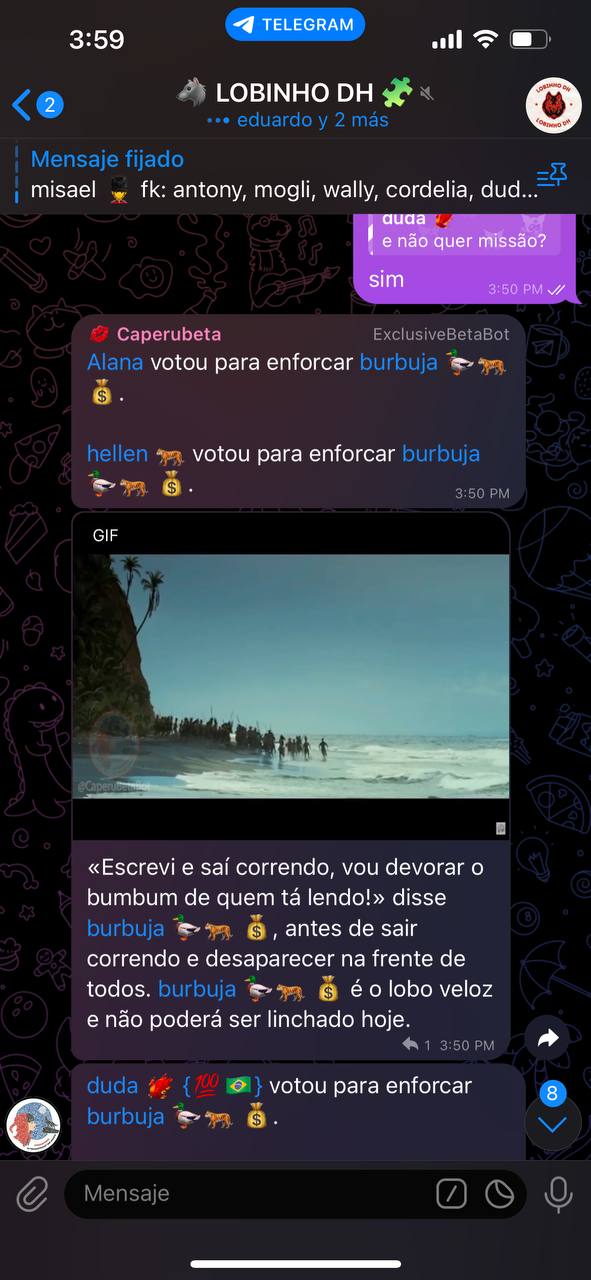 3:59
TELEGRAM
2
🐺 LOBINHO DH 🧩
••• eduardo y 2 más
LOBINHO DH
LOBINHO DH
Mensaje fijado
misael 💂 fk: antony, mogli, wally, cordelia, dud...
duda
e não quer missão?
sim
3:50 PM
💋 Caperubeta
ExclusiveBetaBot
Alana votou para enforcar burbuja 🦆🐅
💰 .
hellen 🐅 votou para enforcar burbuja
🦆🐅 💰 .
3:50 PM
GIF
«Escrevi e saí correndo, vou devorar o
bumbum de quem tá lendo!» disse
burbuja 🦆🐅 💰 , antes de sair
correndo e desaparecer na frente de
todos. burbuja 🦆🐅 💰 é o lobo veloz
e não poderá ser linchado hoje.
1 3:50 PM
duda {💯 🇧🇷} votou para enforcar
burbuja 🦆🐅 💰 .
8
Mensaje